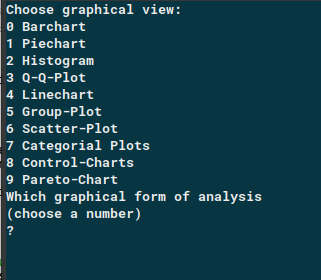 Choose graphical view:
0 Barchart
1 Piechart
2 Histogram
3 Q-Q-Plot
4 Linechart
5 Group-Plot
6 Scatter-Plot
7 Categorial Plots
8 Control-Charts
9 Pareto-Chart
Which graphical form of analysis
(choose a number)
?